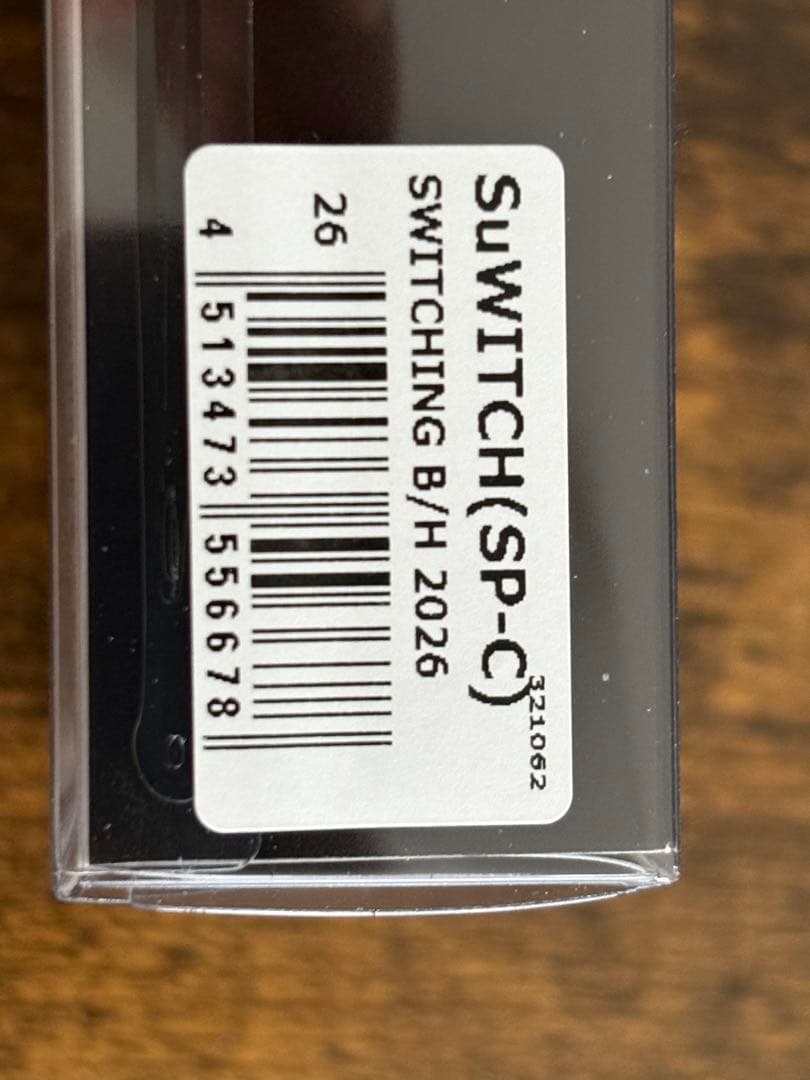 321062
SuWITCH(SP-C)
SWITCHING B/H 2026
26
4 513473 556678